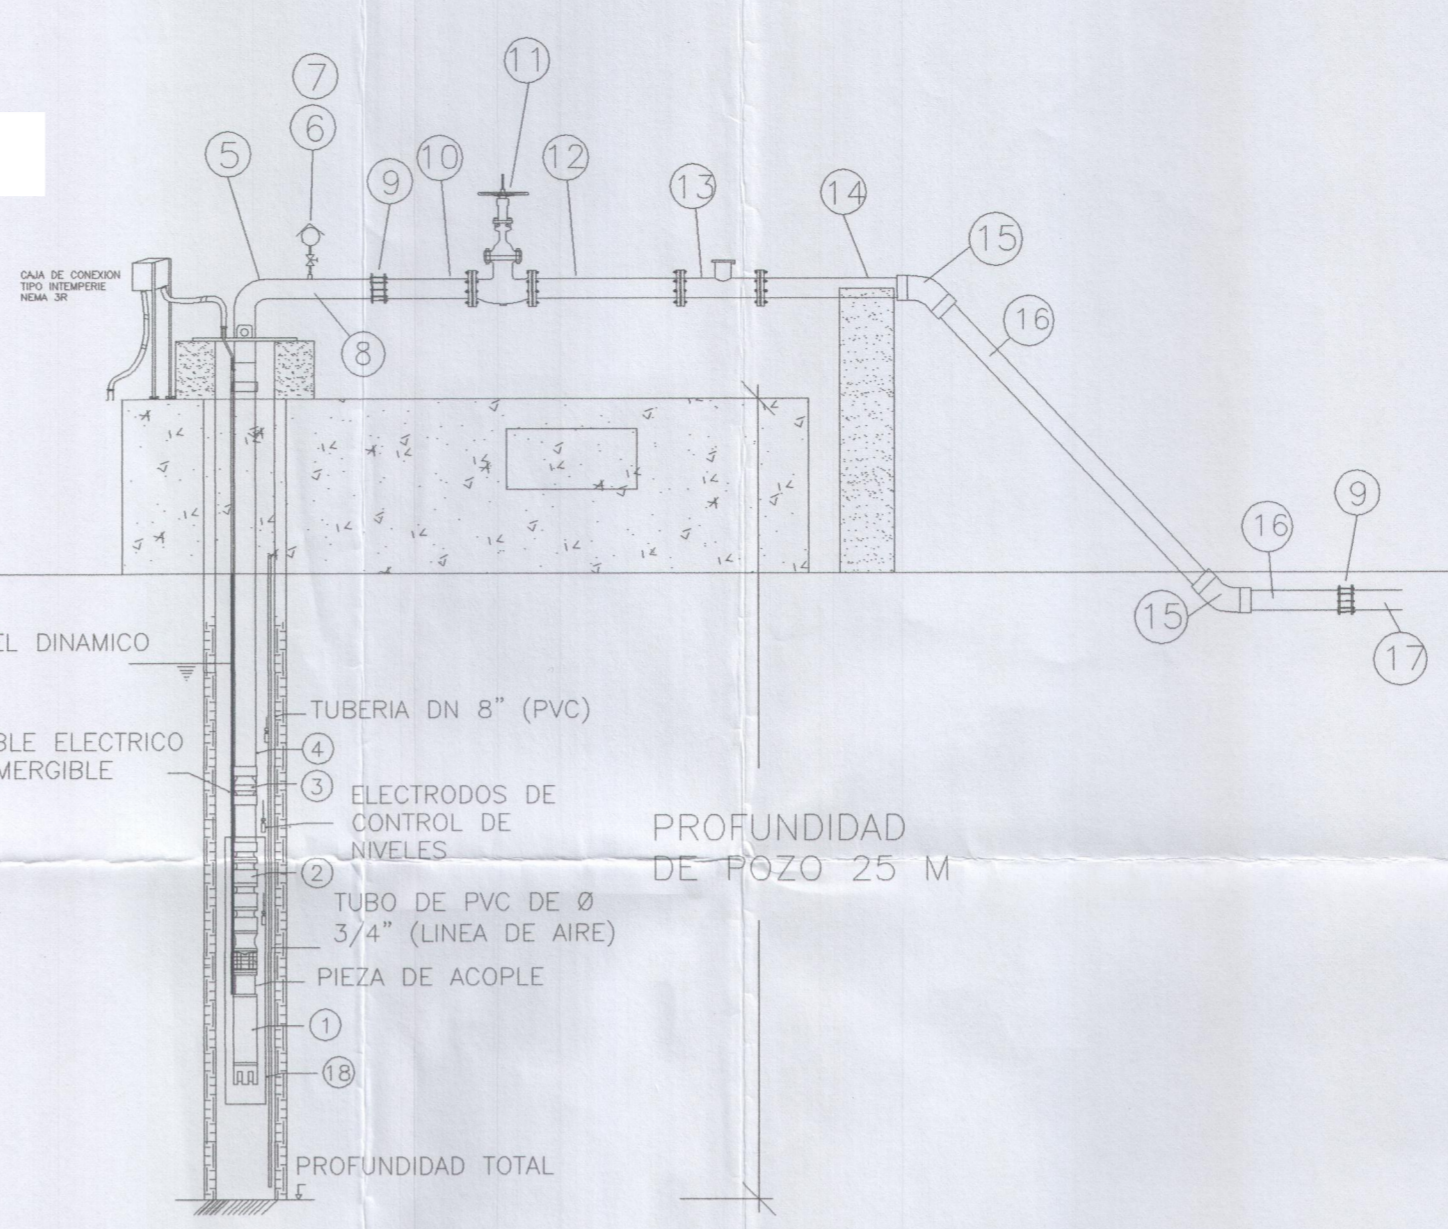 7
11
6
5
10
12
9
13
14
15
CAJA DE CONEXION
TIPO INTEMPERIE
NEMA 3R
16
8
9
16
15
EL DINAMICO
17
TUBERIA DN 8" (PVC)
BLE ELECTRICO
MERGIBLE
4
3
ELECTRODOS DE
CONTROL DE
NIVELES
PROFUNDIDAD
DE POZO 25 M
2
TUBO DE PVC DE Ø
3/4" (LINEA DE AIRE)
PIEZA DE ACOPLE
1
18
PROFUNDIDAD TOTAL